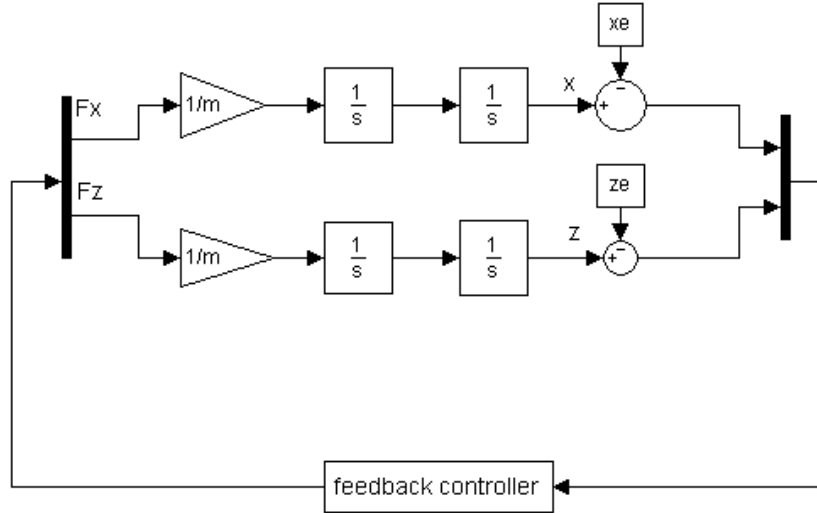 xe
Fx
1/m
1
s
1
s
x
+
-
Fz
1/m
1
s
1
s
z
ze
+
-
feedback controller